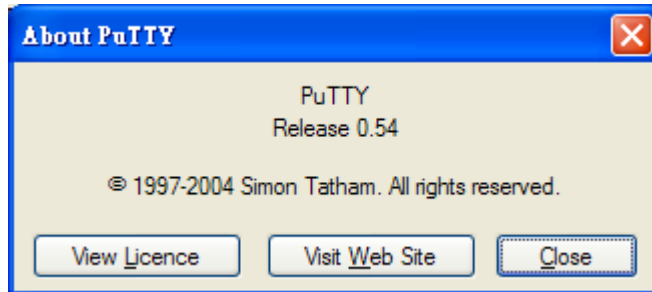 About PuTTY
PuTTY
Release 0.54
© 1997-2004 Simon Tatham. All rights reserved.
View Licence
Visit Web Site
Close